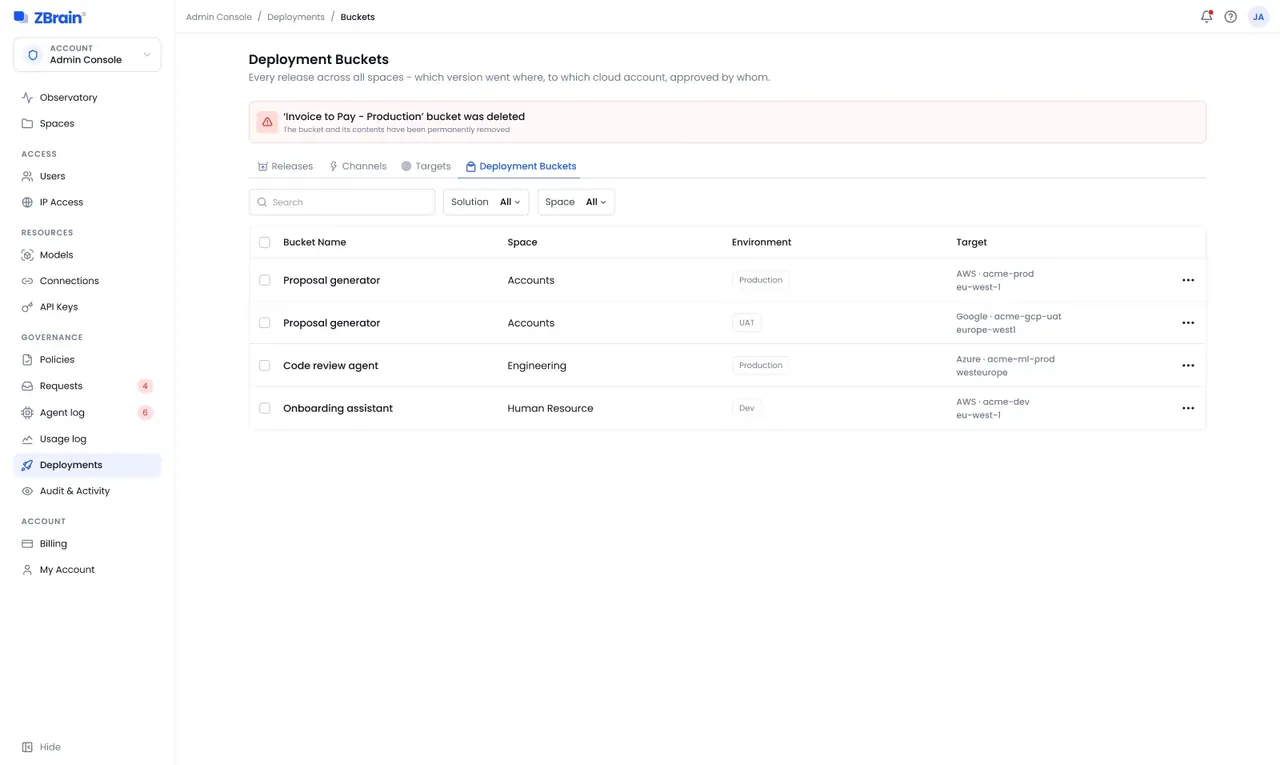 ZBrain®
ACCOUNT
Admin Console
Observatory
Spaces
ACCESS
Users
IP Access
RESOURCES
Models
Connections
API Keys
GOVERNANCE
Policies
Requests 4
Agent log 6
Usage log
Deployments
Audit & Activity
ACCOUNT
Billing
My Account
Hide
Admin Console / Deployments / Buckets
JA
Deployment Buckets
Every release across all spaces - which version went where, to which cloud account, approved by whom.
‘Invoice to Pay - Production’ bucket was deleted
The bucket and its contents have been permanently removed
Releases Channels Targets Deployment Buckets
Search Solution All Space All
Bucket Name Space Environment Target
Proposal generator Accounts Production AWS · acme-prod
eu-west-1
Proposal generator Accounts UAT Google · acme-gcp-uat
europe-west1
Code review agent Engineering Production Azure · acme-ml-prod
westeurope
Onboarding assistant Human Resource Dev AWS · acme-dev
eu-west-1